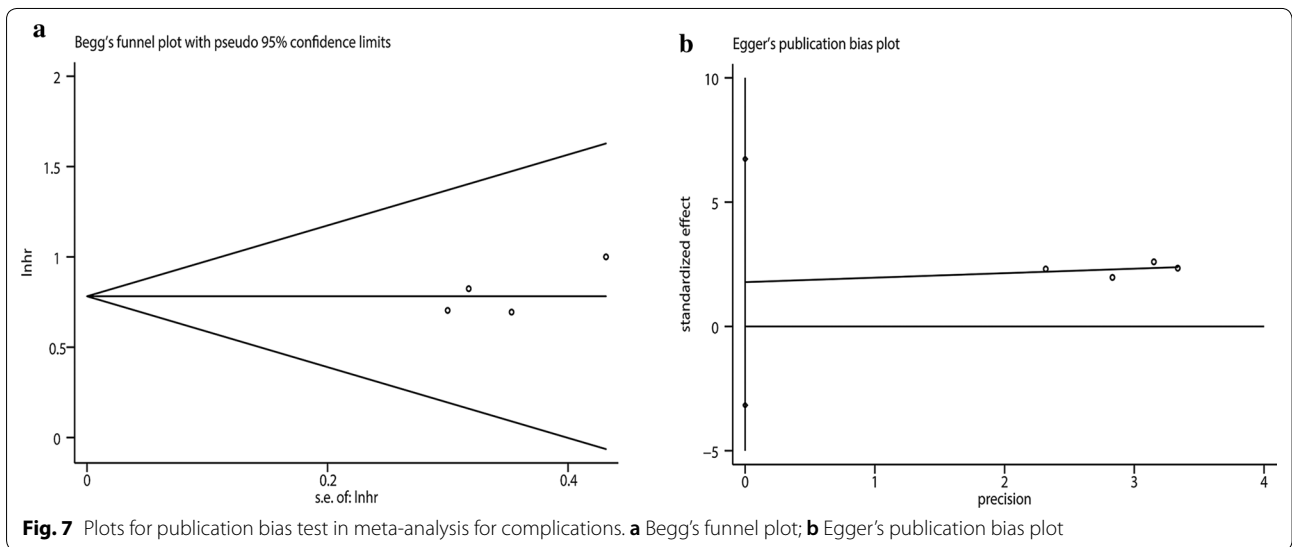 a
Begg's funnel plot with pseudo 95% confidence limits
2
1.5
1
0.5
0
lnhr
0
0.2
0.4
s.e. of: lnhr
b
Egger's publication bias plot
10
5
0
−5
standardized effect
0
1
2
3
4
precision
Fig. 7 Plots for publication bias test in meta-analysis for complications. a Begg's funnel plot; b Egger's publication bias plot